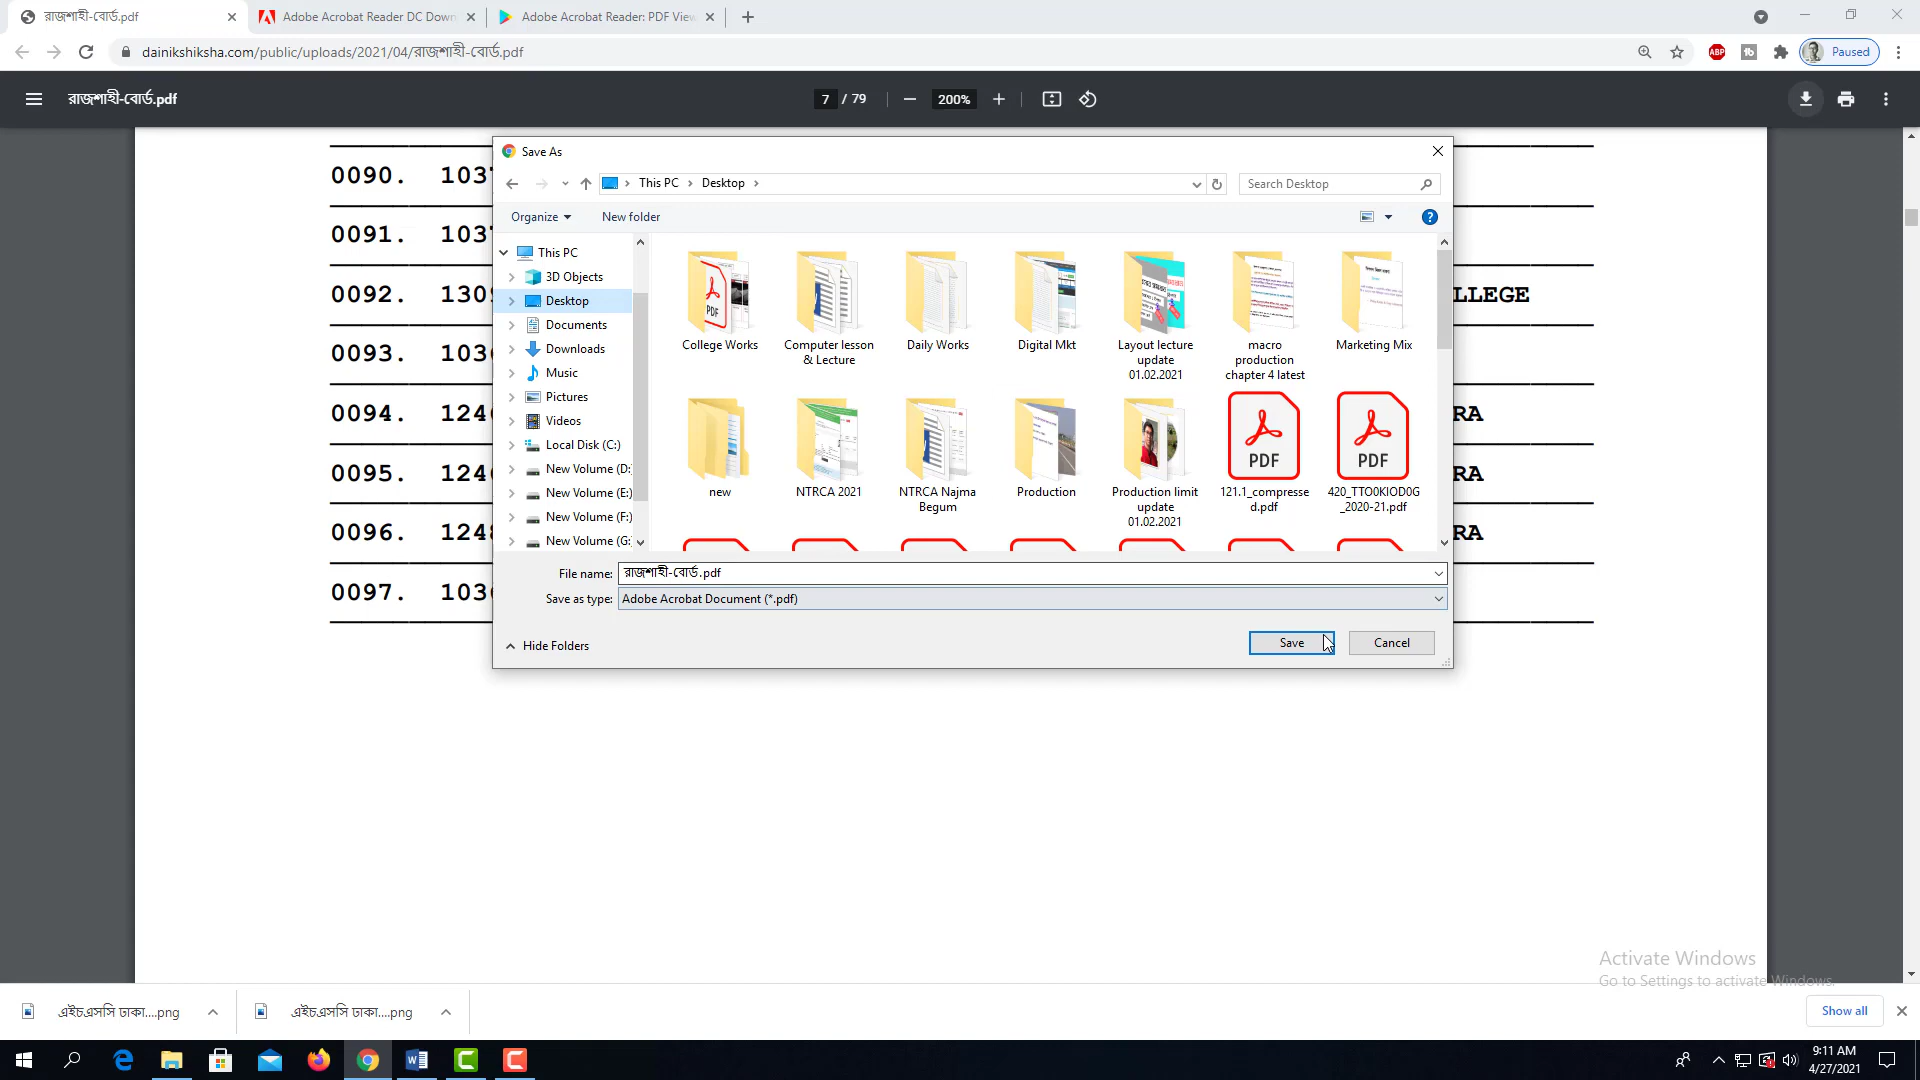 রাজশাহী-বোর্ড.pdf
Adobe Acrobat Reader DC Down
Adobe Acrobat Reader: PDF View
dainikshiksha.com/public/uploads/2021/04/রাজশাহী-বোর্ড.pdf
ABP
Paused
রাজশাহী-বোর্ড.pdf
7 / 79
200%
Save As
This PC
Desktop
Search Desktop
Organize
New folder
This PC
3D Objects
Desktop
Documents
Downloads
Music
Pictures
Videos
Local Disk (C:)
New Volume (D:
New Volume (E:)
New Volume (F:)
New Volume (G:
College Works
Computer lesson
& Lecture
Daily Works
Digital Mkt
Layout lecture
update
01.02.2021
macro
production
chapter 4 latest
Marketing Mix
new
NTRCA 2021
NTRCA Najma
Begum
Production
Production limit
update
01.02.2021
PDF
121.1_compresse
d.pdf
PDF
420_TTO0KIOD0G
_2020-21.pdf
File name: রাজশাহী-বোর্ড.pdf
Save as type: Adobe Acrobat Document (*.pdf)
Hide Folders
Save
Cancel
0090. 103
0091. 103
0092. 130
LLEGE
0093. 103
0094. 124
RA
0095. 124
RA
0096. 124
RA
0097. 103
Activate Windows
Go to Settings to activate Windows.
এইচএসসি ঢাকা....png
এইচএসসি ঢাকা....png
Show all
9:11 AM
4/27/2021